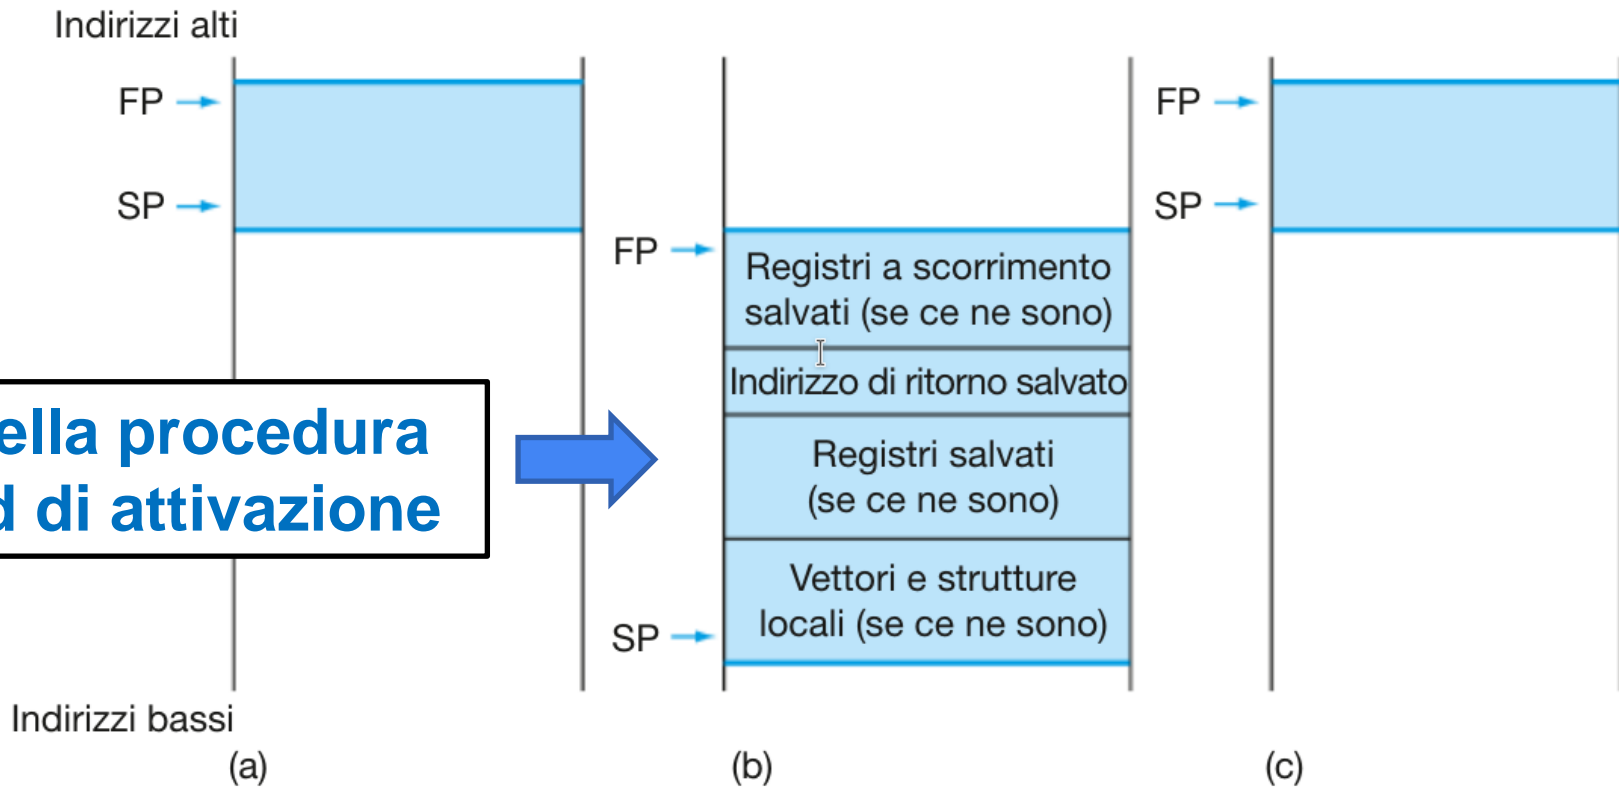 Indirizzi alti
FP
SP
FP
SP
FP
SP
Registri a scorrimento
salvati (se ce ne sono)
Indirizzo di ritorno salvato
Registri salvati
(se ce ne sono)
Vettori e strutture
locali (se ce ne sono)
procedura
di attivazione
Indirizzi bassi
(a)
(b)
(c)